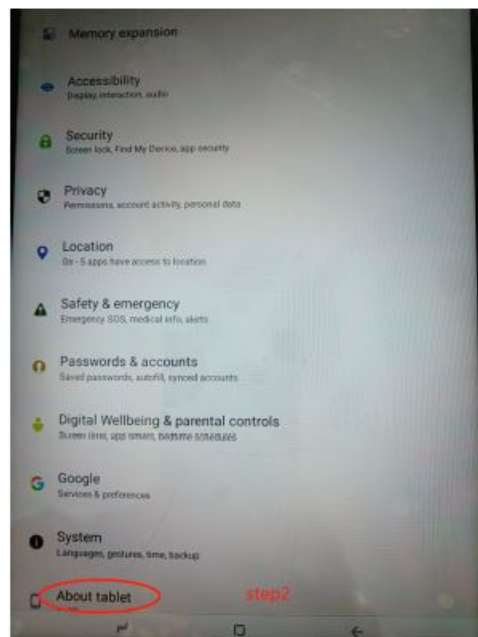 Memory expansion
Accessibility
Display, interaction, audio
Security
Screen lock, Find My Device, app security
Privacy
Permissions, account activity, personal data
Location
On - 5 apps have access to location
Safety & emergency
Emergency SOS, medical info, alerts
Passwords & accounts
Saved passwords, autofill, synced accounts
Digital Wellbeing & parental controls
Screen time, app timers, bedtime schedules
Google
Services & preferences
System
Languages, gestures, time, backup
About tablet
step2